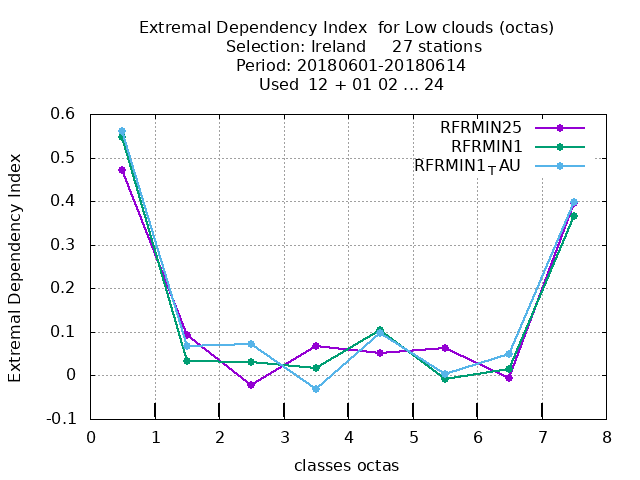 Extremal Dependency Index  for Low clouds (octas)
Selection: Ireland     27 stations
Period: 20180601-20180614
Used  12 + 01 02 ... 24
RFRMIN25
RFRMIN1
RFRMIN1TAU
Extremal Dependency Index
0.6
0.5
0.4
0.3
0.2
0.1
0
-0.1
0 1 2 3 4 5 6 7 8
classes octas